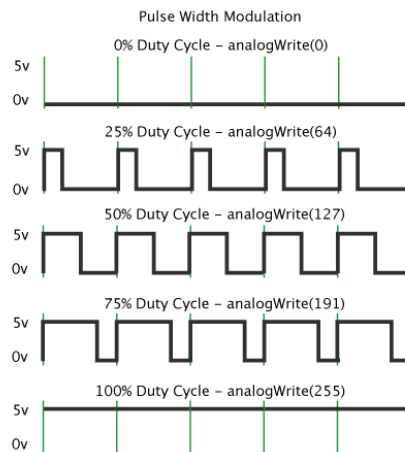 Pulse Width Modulation
0% Duty Cycle – analogWrite(0)
5v
0v
25% Duty Cycle – analogWrite(64)
5v
0v
50% Duty Cycle – analogWrite(127)
5v
0v
75% Duty Cycle – analogWrite(191)
5v
0v
100% Duty Cycle – analogWrite(255)
5v
0v